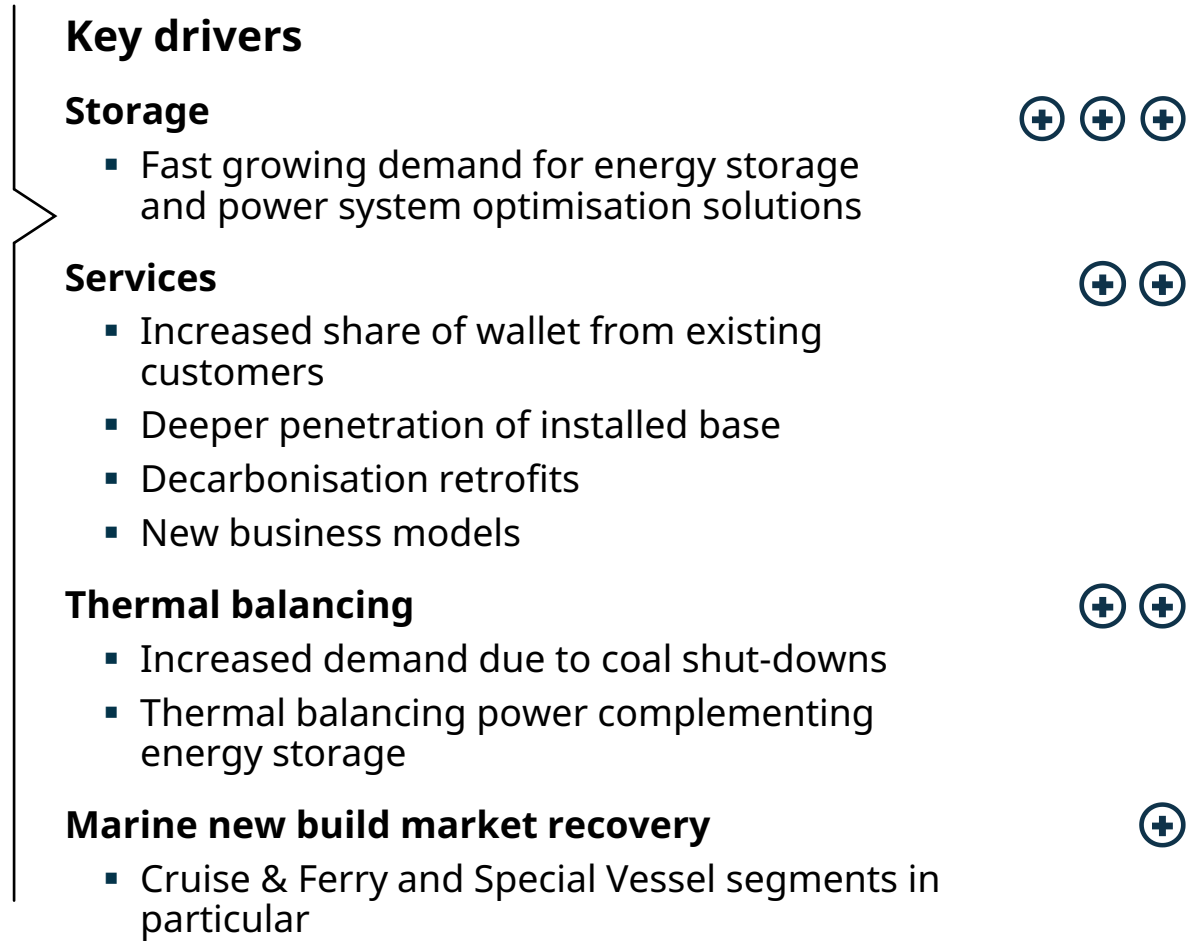 Key drivers
Storage
▪ Fast growing demand for energy storage
and power system optimisation solutions
Services
▪ Increased share of wallet from existing
customers
▪ Deeper penetration of installed base
▪ Decarbonisation retrofits
▪ New business models
Thermal balancing
▪ Increased demand due to coal shut-downs
▪ Thermal balancing power complementing
energy storage
Marine new build market recovery
▪ Cruise & Ferry and Special Vessel segments in
particular